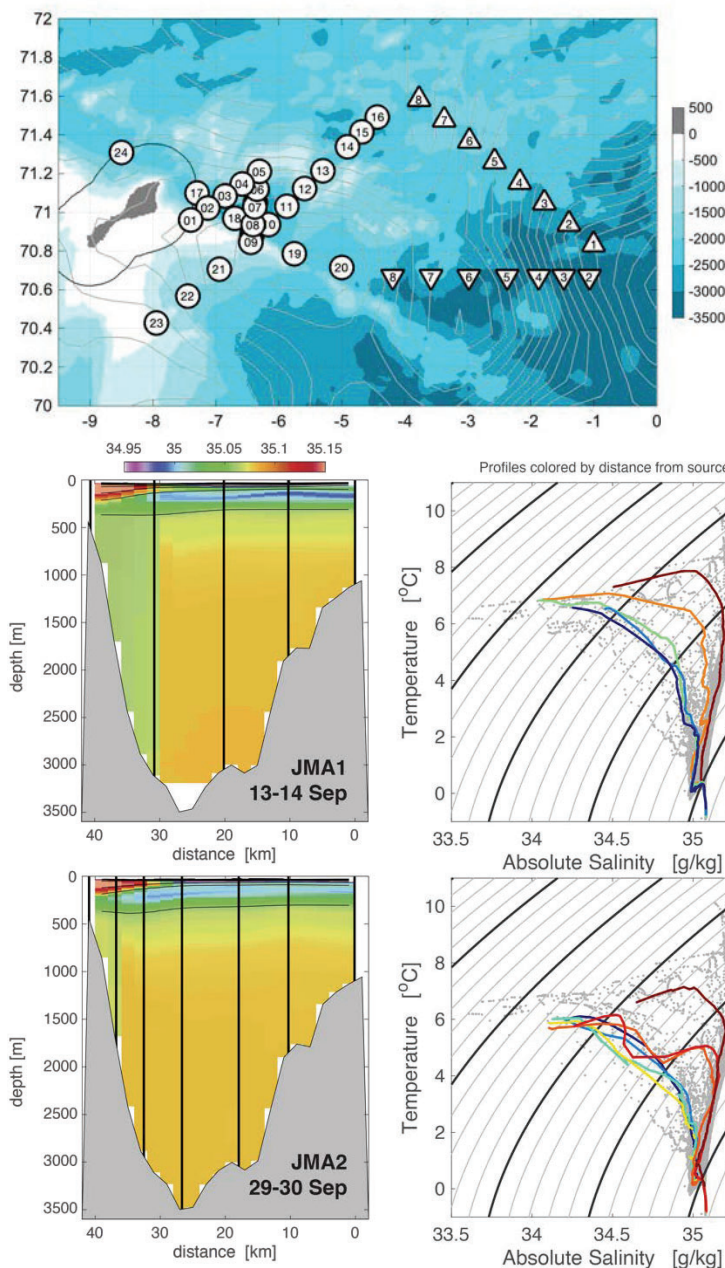 72
71.8
71.6
71.4
71.2
71
70.8
70.6
70.4
70.2
70
-9 -8 -7 -6 -5 -4 -3 -2 -1 0
500
0
-500
-1000
-1500
-2000
-2500
-3000
-3500
24 17 01 02 03 04 05 06 07 18 08 09 10 11 12 13 14 15 16
19 20 21 22 23
8 7 6 5 4 3 2 1
8 7 6 5 4 3 2
34.95 35 35.05 35.1 35.15
0
500
1000
1500
2000
2500
3000
3500
depth [m]
40 30 20 10 0
distance [km]
JMA1
13-14 Sep
Profiles colored by distance from source
10
8
6
4
2
0
Temperature [°C]
33.5 34 34.5 35
Absolute Salinity [g/kg]
0
500
1000
1500
2000
2500
3000
3500
depth [m]
40 30 20 10 0
distance [km]
JMA2
29-30 Sep
10
8
6
4
2
0
Temperature [°C]
33.5 34 34.5 35
Absolute Salinity [g/kg]